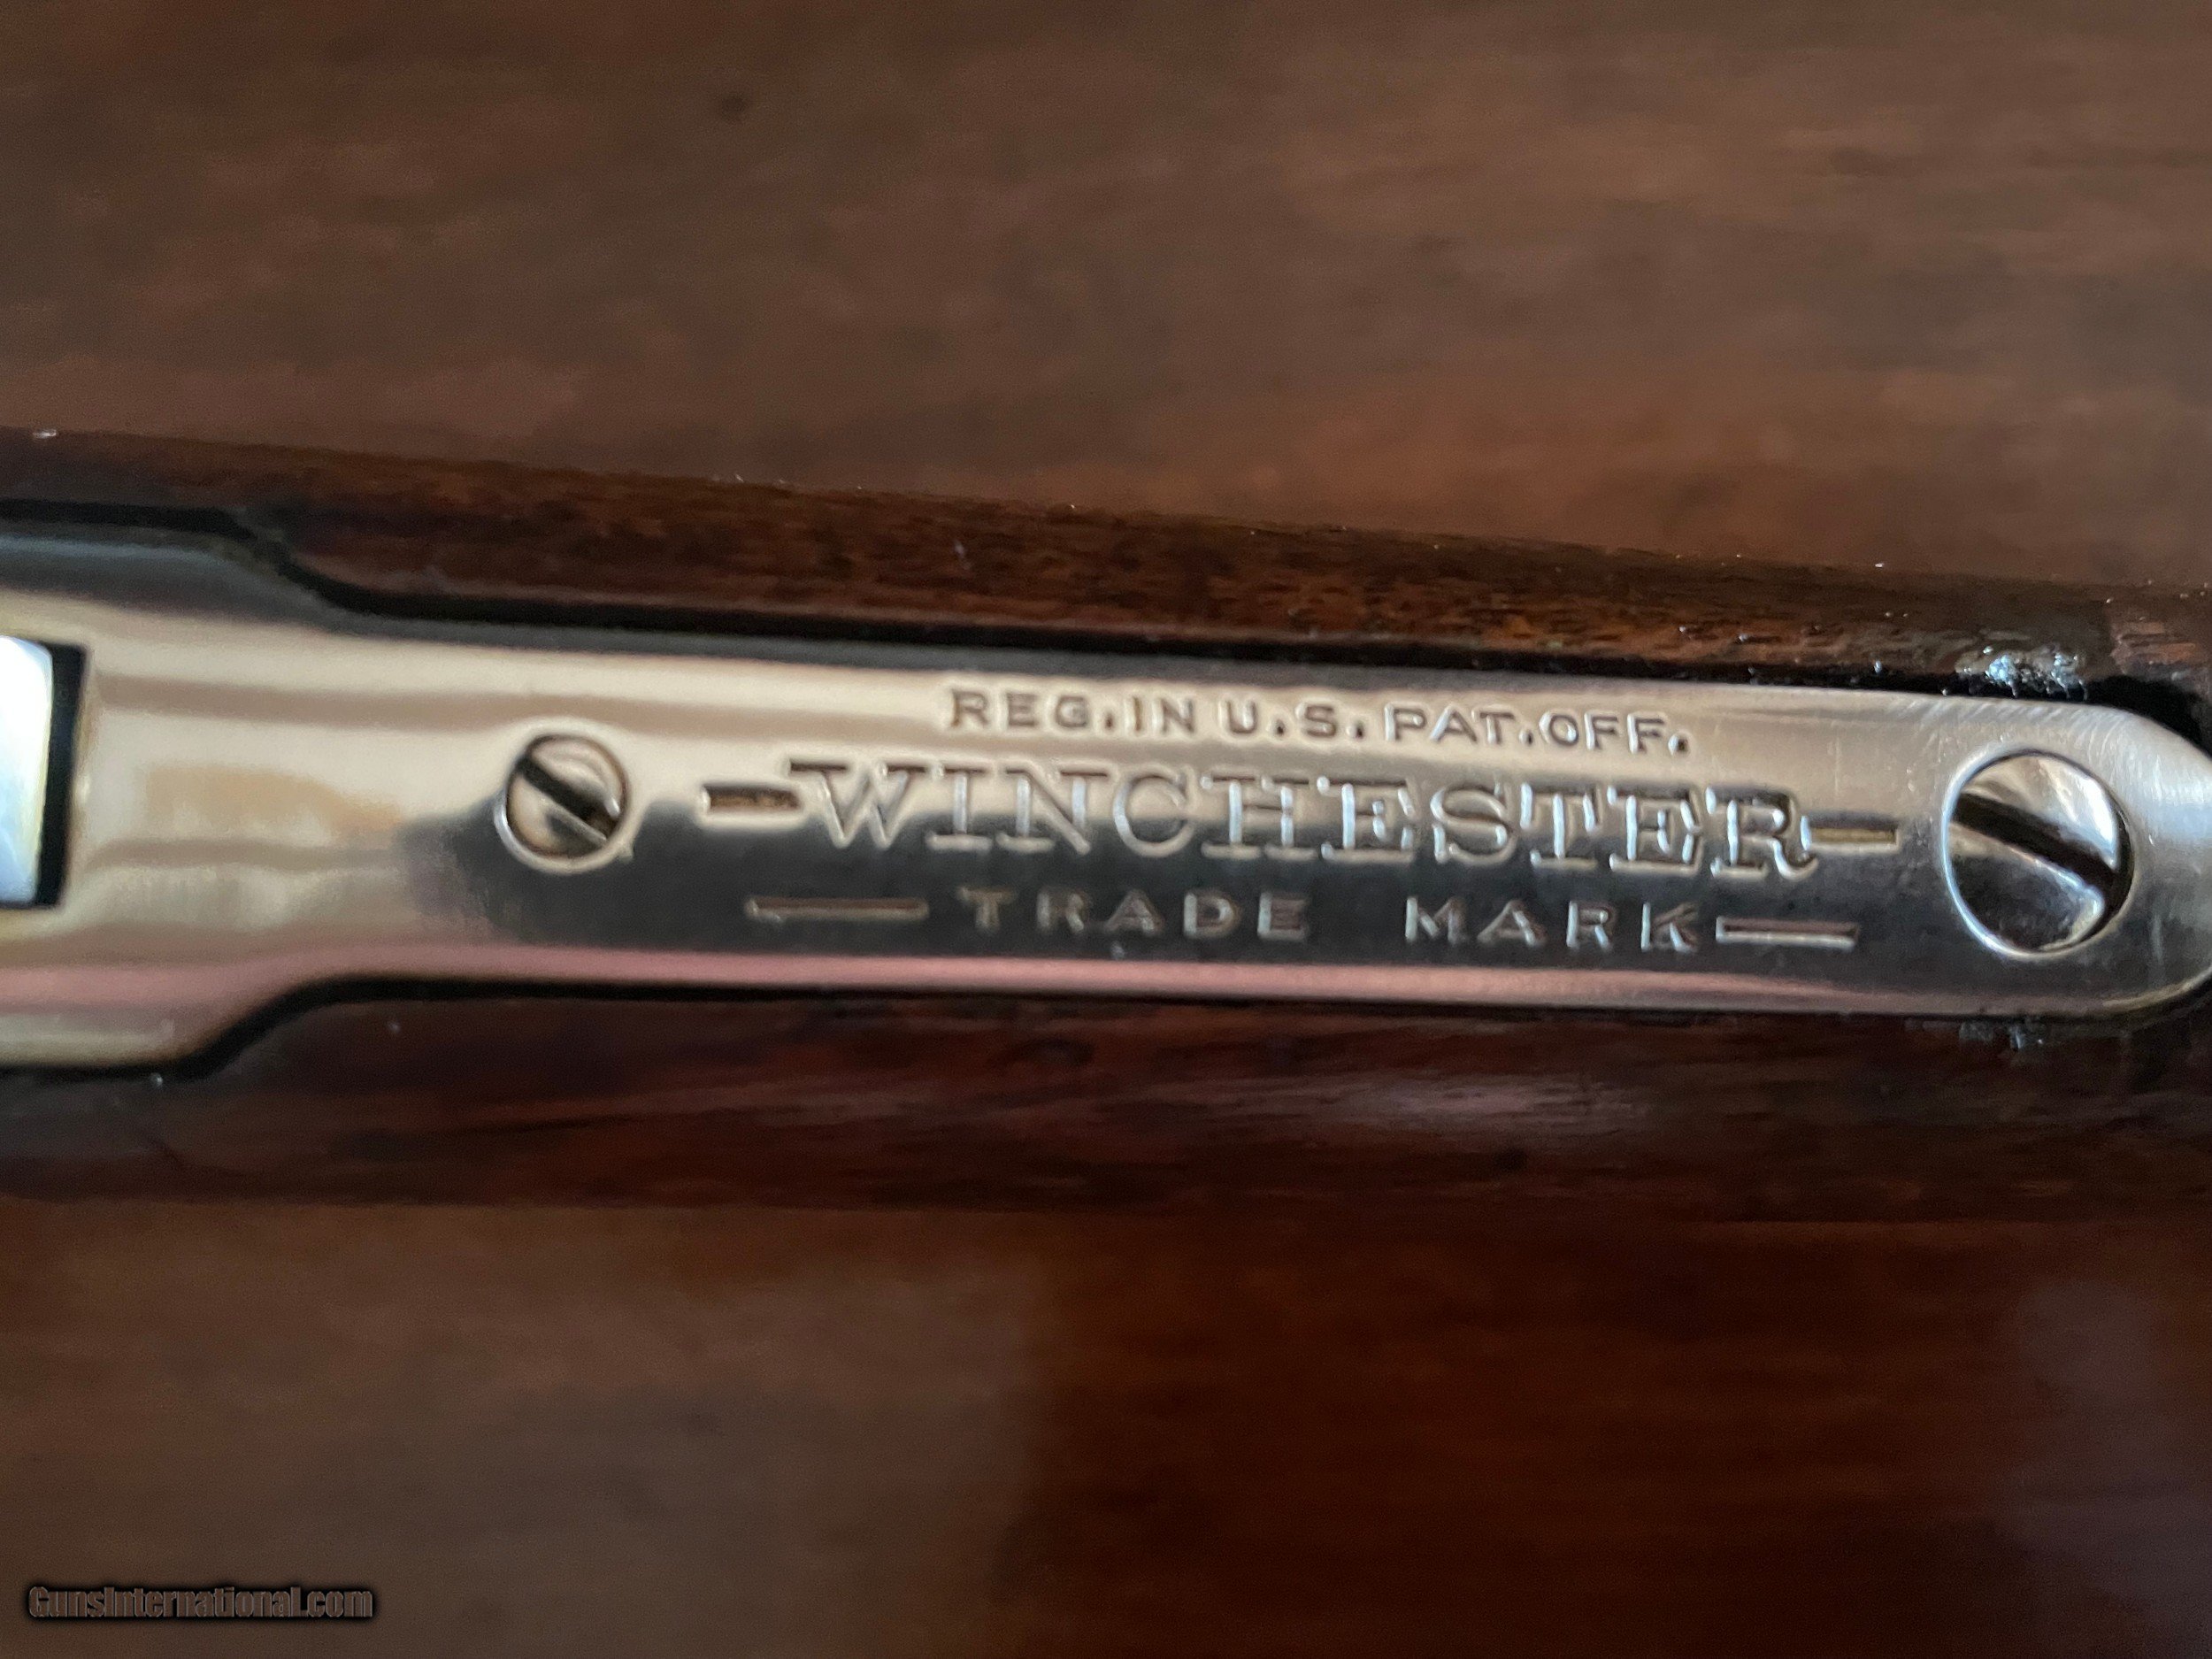 REG. IN U.S. PAT. OFF.
-WINCHESTER-
— TRADE MARK —
GunsInternational.com